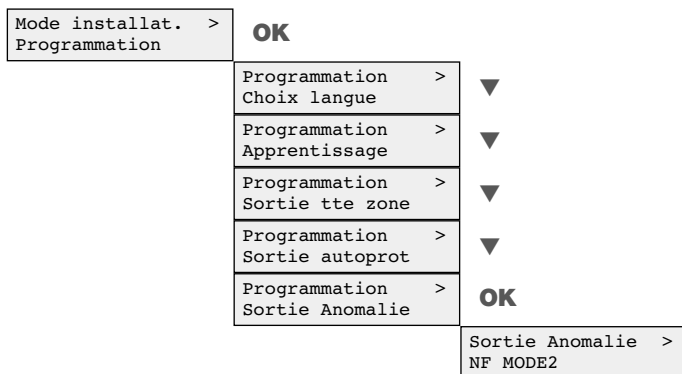 Mode installat. >
Programmation
OK
Programmation >
Choix langue
▼
Programmation >
Apprentissage
▼
Programmation >
Sortie tte zone
▼
Programmation >
Sortie autoprot
▼
Programmation >
Sortie Anomalie
OK
Sortie Anomalie >
NF MODE2